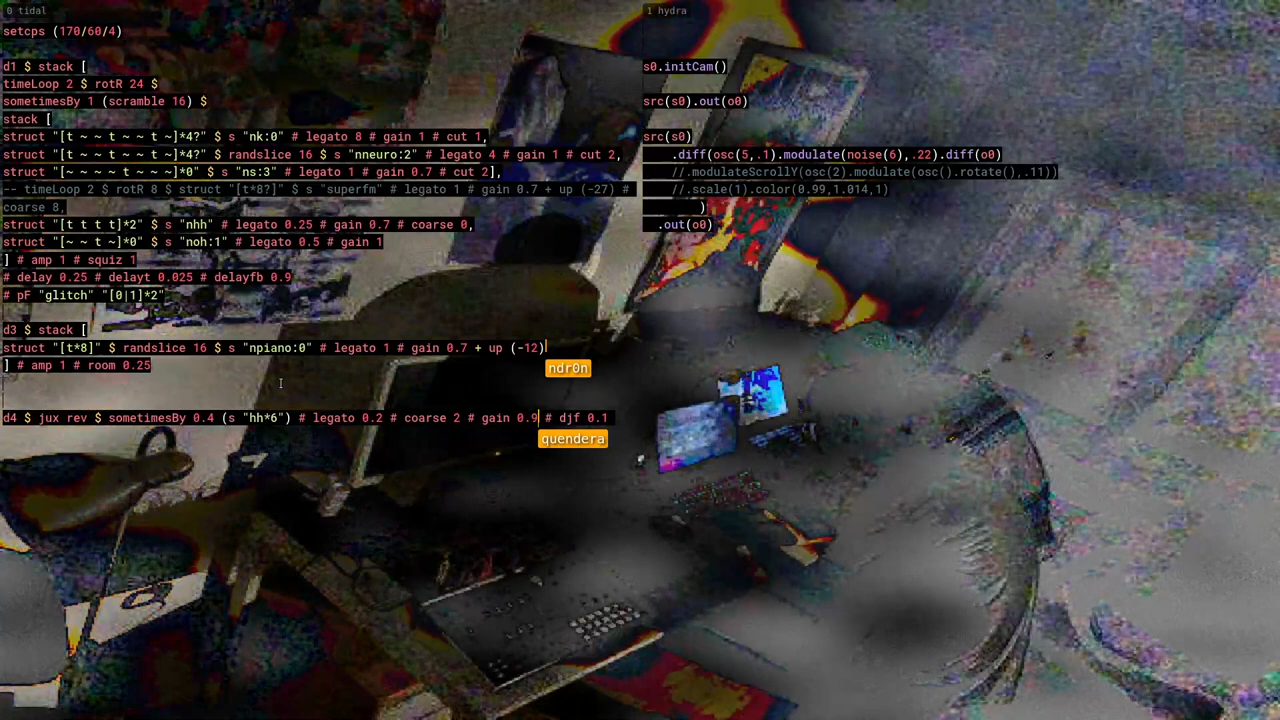 0 tidal
setcps (170/60/4)
d1 $ stack [
timeLoop 2 $ rotR 24 $
sometimesBy 1 (scramble 16) $
stack [
struct "[t ~ ~ t ~ ~ t ~]*4?" $ s "nk:0" # legato 8 # gain 1 # cut 1,
struct "[t ~ ~ t ~ ~ t ~]*4?" $ randslice 16 $ s "nneuro:2" # legato 4 # gain 1 # cut 2,
struct "[t ~ ~ t ~ ~ t ~]*0" $ s "ns:3" # legato 1 # gain 0.7 # cut 2],
-- timeLoop 2 $ rotR 8 $ struct "[t*8?]" $ s "superfm" # legato 1 # gain 0.7 + up (-27) #
coarse 8,
struct "[t t t t]*2" $ s "nhh" # legato 0.25 # gain 0.7 # coarse 0,
struct "[~ ~ t ~]*0" $ s "noh:1" # legato 0.5 # gain 1
] # amp 1 # squiz 1
# delay 0.25 # delayt 0.025 # delayfb 0.9
# pF "glitch" "[0|1]*2"
d3 $ stack [
struct "[t*8]" $ randslice 16 $ s "npiano:0" # legato 1 # gain 0.7 + up (-12)
ndr0n
] # amp 1 # room 0.25
d4 $ jux rev $ sometimesBy 0.4 (s "hh*6") # legato 0.2 # coarse 2 # gain 0.9 # djf 0.1
quendera
1 hydra
s0.initCam()
src(s0).out(o0)
src(s0)
.diff(osc(5,.1).modulate(noise(6),.22).diff(o0)
//.modulateScrollY(osc(2).modulate(osc().rotate(),.11))
//.scale(1).color(0.99,1.014,1)
)
.out(o0)